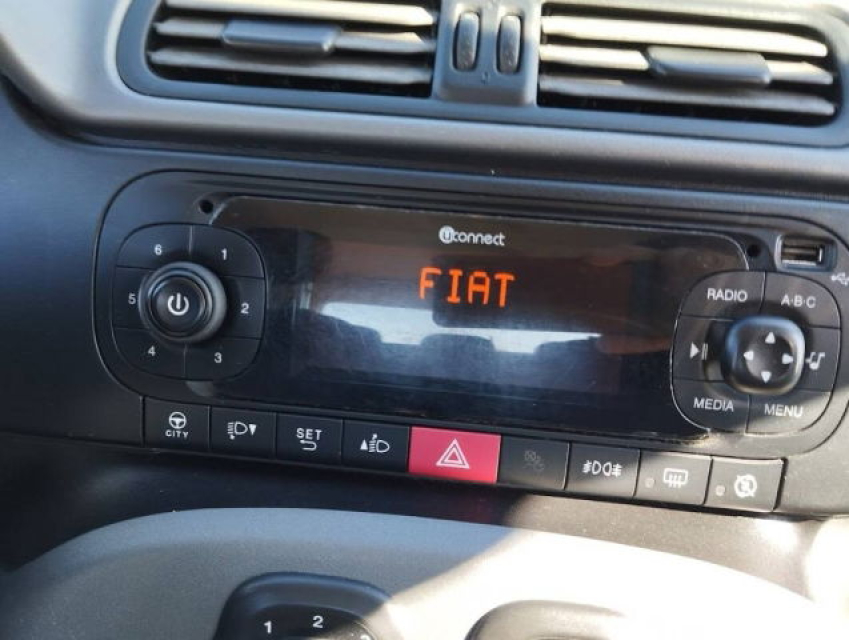 uconnect
FIAT
6 1
5 2
4 3
RADIO A·B·C
MEDIA MENU
CITY
SET
1 2